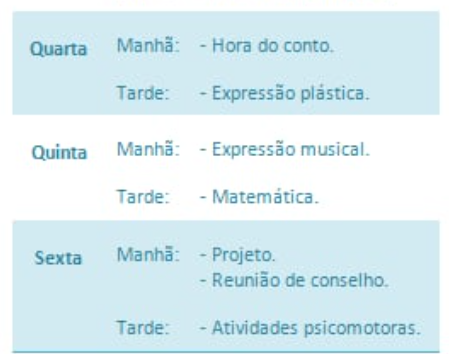 Quarta Manhã: - Hora do conto.
Tarde: - Expressão plástica.
Quinta Manhã: - Expressão musical.
Tarde: - Matemática.
Sexta Manhã: - Projeto.
- Reunião de conselho.
Tarde: - Atividades psicomotoras.